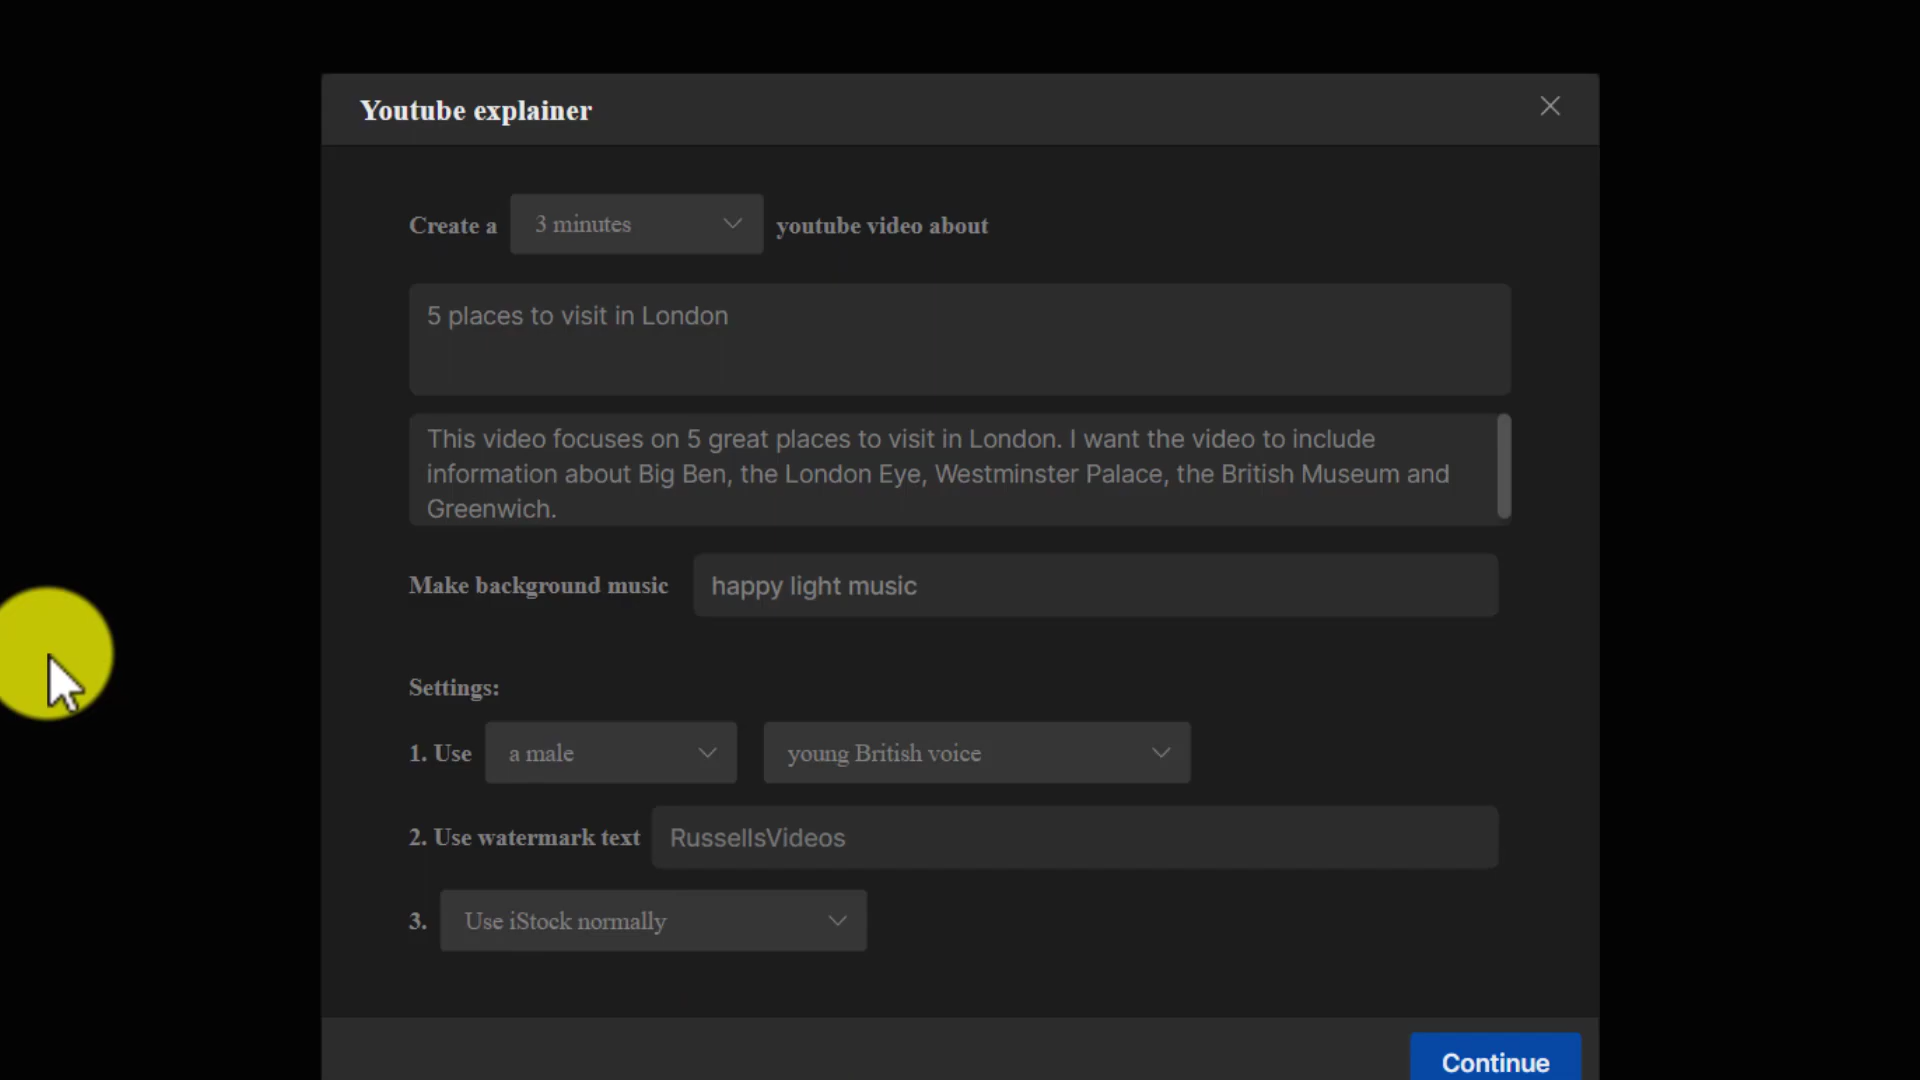 Youtube explainer
Create a 3 minutes youtube video about
5 places to visit in London
This video focuses on 5 great places to visit in London. I want the video to include
information about Big Ben, the London Eye, Westminster Palace, the British Museum and
Greenwich.
Make background music happy light music
Settings:
1. Use a male young British voice
2. Use watermark text RussellsVideos
3. Use iStock normally
Continue